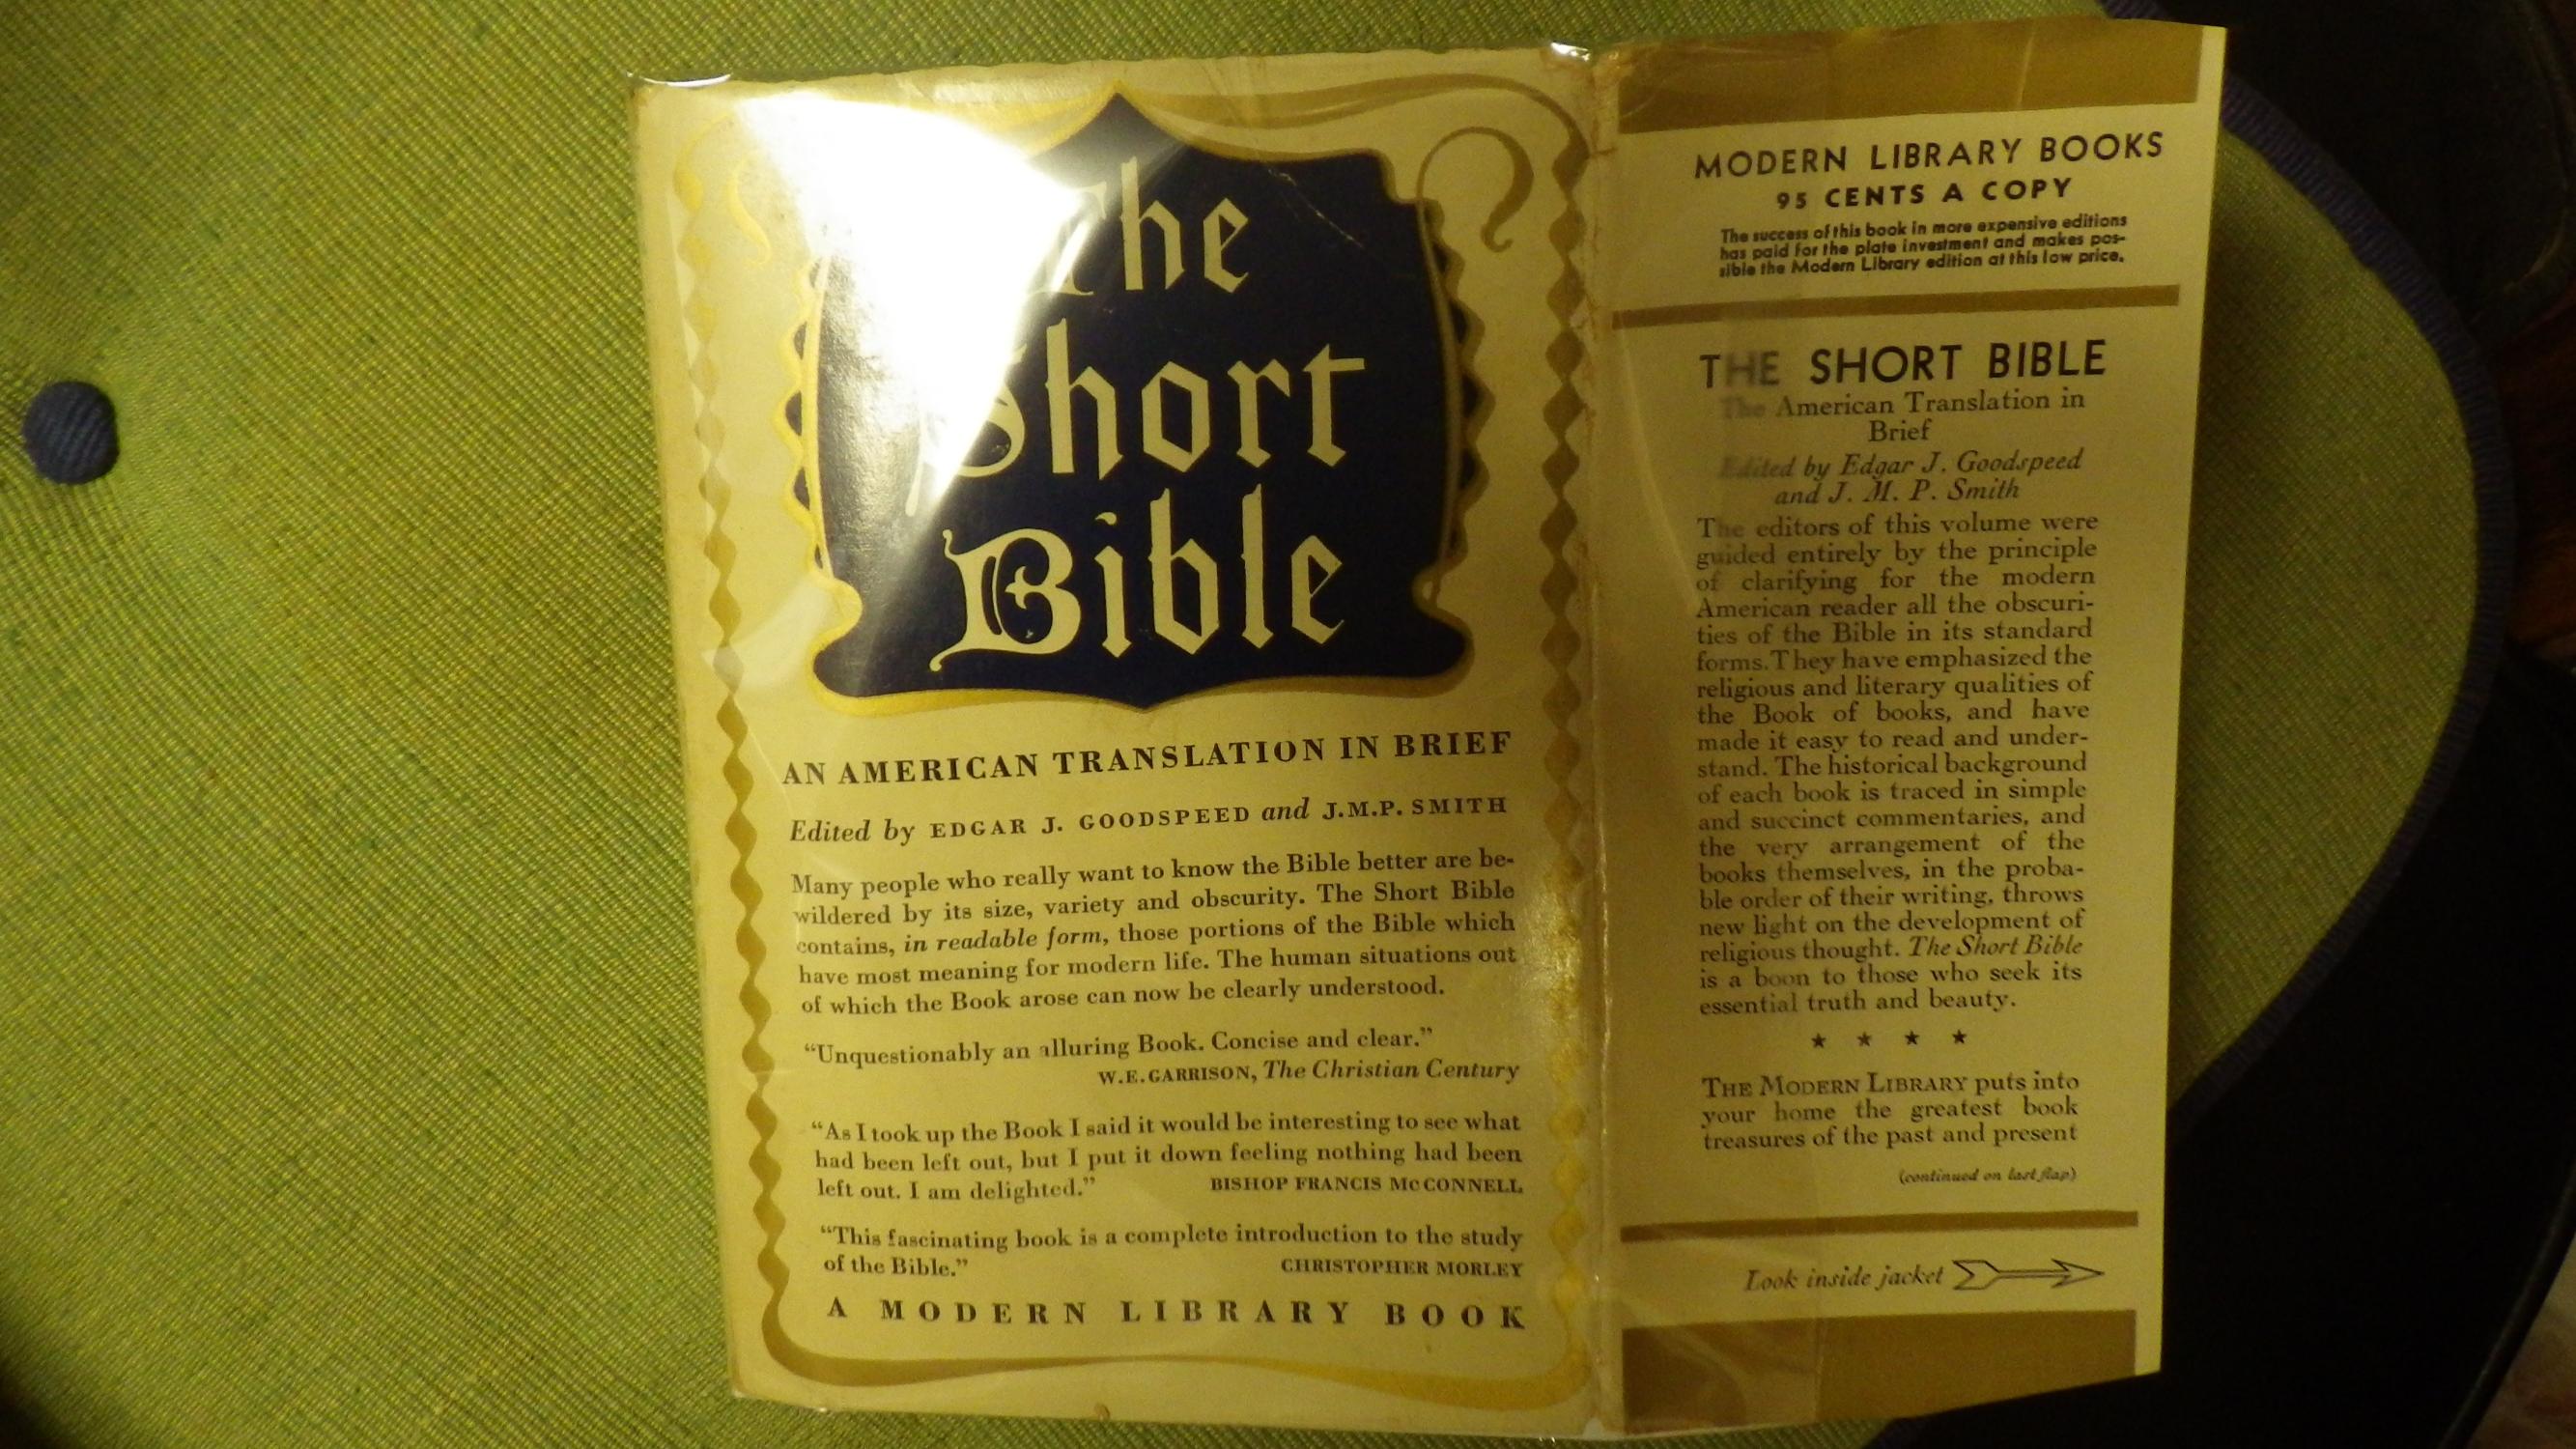 The
Short
Bible
AN AMERICAN TRANSLATION IN BRIEF
Edited by EDGAR J. GOODSPEED and J.M.P. SMITH
Many people who really want to know the Bible better are be-
wildered by its size, variety and obscurity. The Short Bible
contains, in readable form, those portions of the Bible which
have most meaning for modern life. The human situations out
of which the Book arose can now be clearly understood.
“Unquestionably an alluring Book. Concise and clear.”
W.E.GARRISON, The Christian Century
“As I took up the Book I said it would be interesting to see what
had been left out, but I put it down feeling nothing had been
left out. I am delighted.” BISHOP FRANCIS McCONNELL
“This fascinating book is a complete introduction to the study
of the Bible.” CHRISTOPHER MORLEY
A MODERN LIBRARY BOOK
MODERN LIBRARY BOOKS
95 CENTS A COPY
The success of this book in more expensive editions
has paid for the plate investment and makes pos-
sible the Modern Library edition at this low price.
THE SHORT BIBLE
The American Translation in
Brief
Edited by Edgar J. Goodspeed
and J. M. P. Smith
The editors of this volume were
guided entirely by the principle
of clarifying for the modern
American reader all the obscuri-
ties of the Bible in its standard
forms. They have emphasized the
religious and literary qualities of
the Book of books, and have
made it easy to read and under-
stand. The historical background
of each book is traced in simple
and succinct commentaries, and
the very arrangement of the
books themselves, in the proba-
ble order of their writing, throws
new light on the development of
religious thought. The Short Bible
is a boon to those who seek its
essential truth and beauty.
★ ★ ★ ★
THE MODERN LIBRARY puts into
your home the greatest book
treasures of the past and present
(continued on last flap)
Look inside jacket